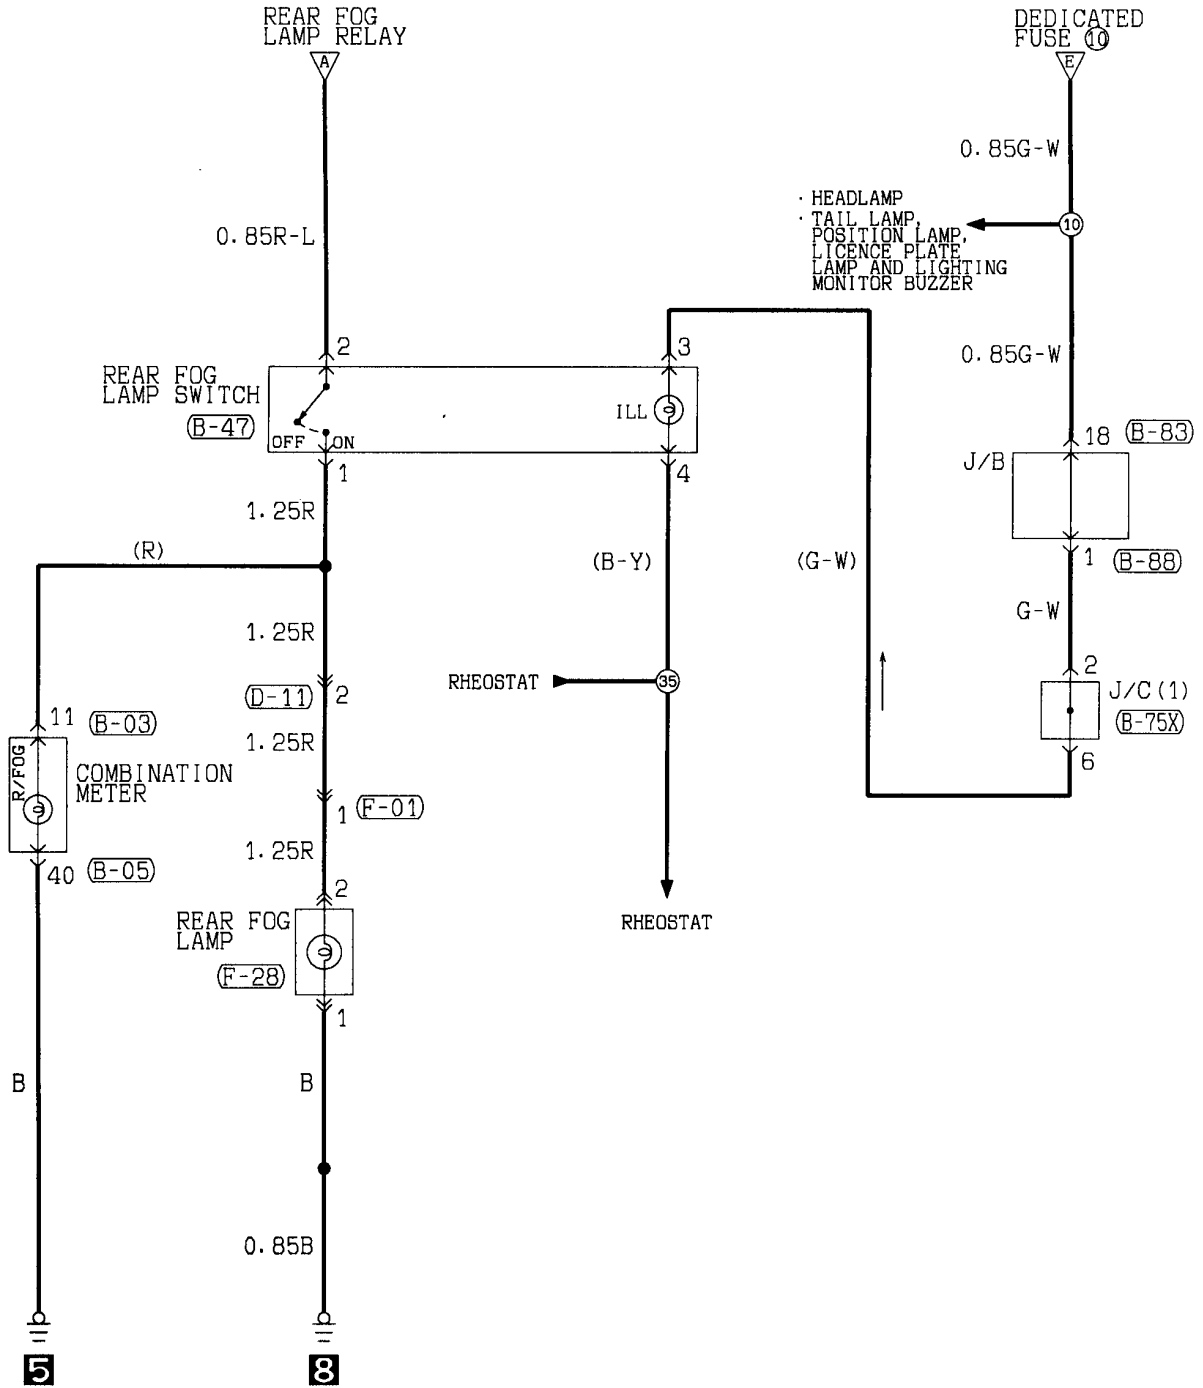 REAR FOG
LAMP RELAY
A
DEDICATED
FUSE 10
E
0.85G-W
· HEADLAMP
· TAIL LAMP,
POSITION LAMP,
LICENCE PLATE
LAMP AND LIGHTING
MONITOR BUZZER
10
0.85R-L
2
3
0.85G-W
REAR FOG
LAMP SWITCH
B-47
OFF
ON
ILL
18
B-83
J/B
1
4
1.25R
(R)
(B-Y)
(G-W)
1
B-88
G-W
1.25R
2
J/C(1)
B-75X
RHEOSTAT
35
D-11
2
11
B-03
1.25R
6
R/FOG
COMBINATION
METER
1
F-01
1.25R
40
B-05
2
REAR FOG
LAMP
F-28
RHEOSTAT
1
B
B
0.85B
5
8